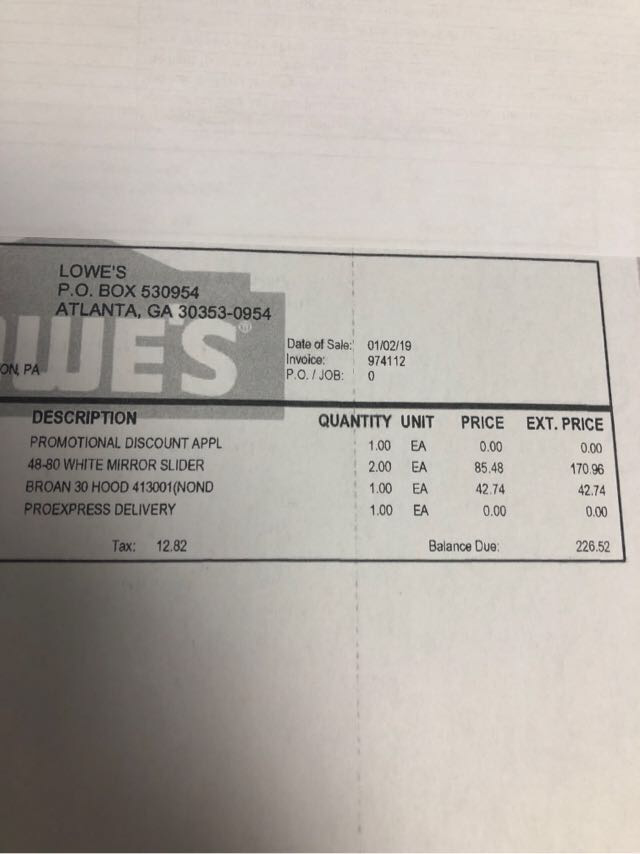 LOWE'S
P.O. BOX 530954
ATLANTA, GA 30353-0954
OWE'S®
Date of Sale: 01/02/19
Invoice: 974112
ON, PA
P.O. / JOB: 0
DESCRIPTION QUANTITY UNIT PRICE EXT. PRICE
PROMOTIONAL DISCOUNT APPL 1.00 EA 0.00 0.00
48-80 WHITE MIRROR SLIDER 2.00 EA 85.48 170.96
BROAN 30 HOOD 413001(NOND 1.00 EA 42.74 42.74
PROEXPRESS DELIVERY 1.00 EA 0.00 0.00
Tax: 12.82 Balance Due: 226.52